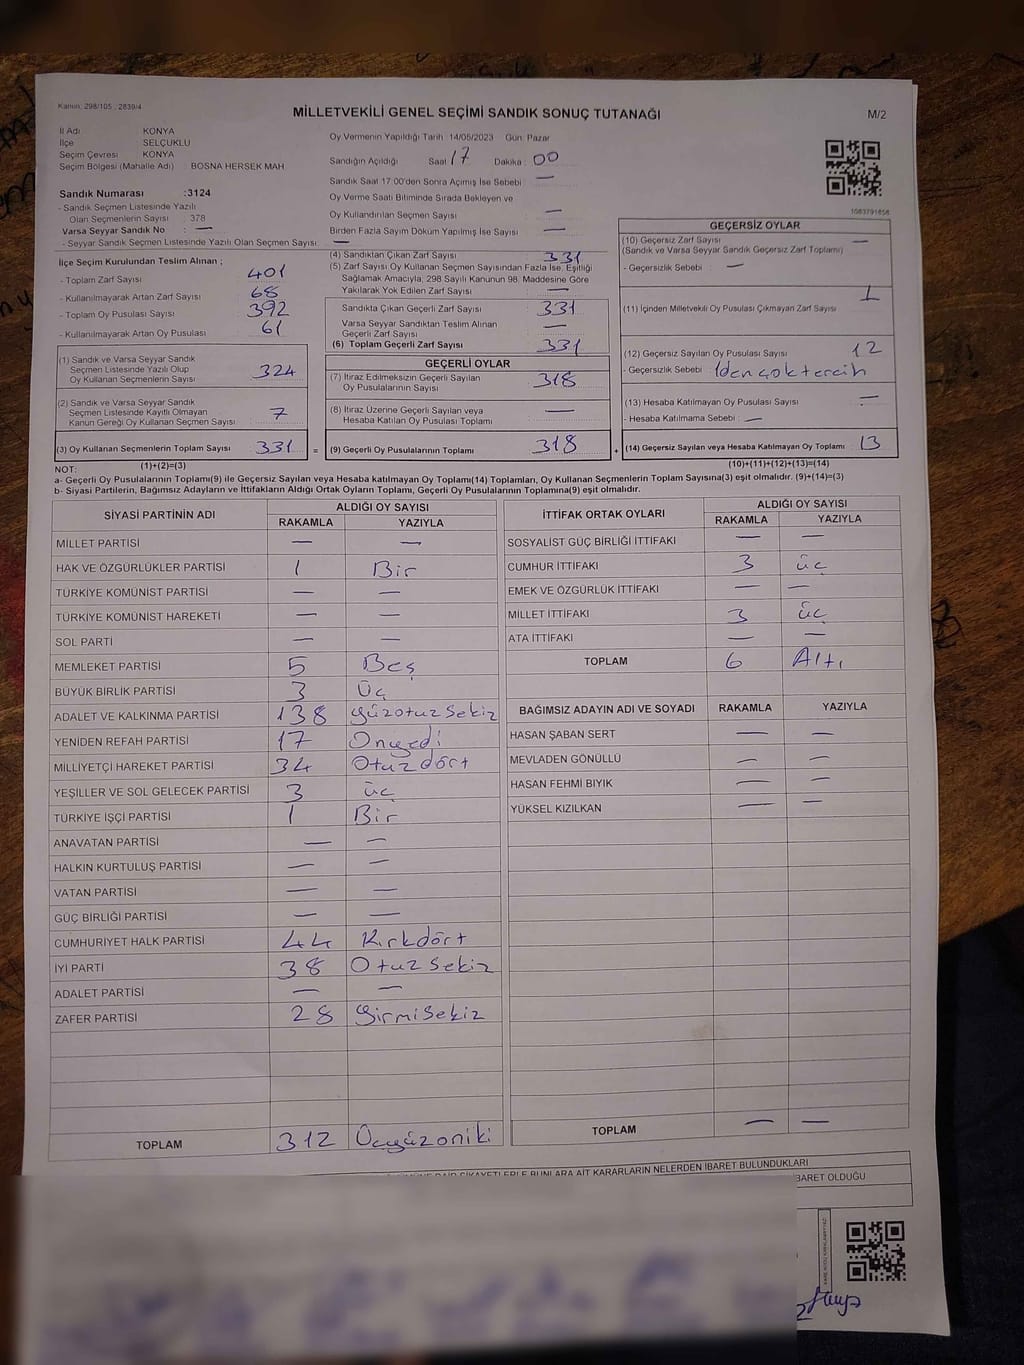 Kanun: 298/105 , 2839/4
MİLLETVEKİLİ GENEL SEÇİMİ SANDIK SONUÇ TUTANAĞI
M/2
İl Adı KONYA
İlçe SELÇUKLU
Seçim Çevresi KONYA
Seçim Bölgesi (Mahalle Adı) : BOSNA HERSEK MAH
Sandık Numarası :3124
- Sandık Seçmen Listesinde Yazılı
Olan Seçmenlerin Sayısı : 378
Varsa Seyyar Sandık No : —
- Seyyar Sandık Seçmen Listesinde Yazılı Olan Seçmen Sayısı : —
Oy Vermenin Yapıldığı Tarih 14/05/2023 Gün: Pazar
Sandığın Açıldığı Saat 17 Dakika : 00
Sandık Saat 17:00'den Sonra Açımış İse Sebebi : —
Oy Verme Saati Bitiminde Sırada Bekleyen ve
Oy Kullandırılan Seçmen Sayısı —
Birden Fazla Sayım Döküm Yapılmış İse Sayısı —
1083791858
İlçe Seçim Kurulundan Teslim Alınan ;
- Toplam Zarf Sayısı 401
- Kullanılmayarak Artan Zarf Sayısı 68
- Toplam Oy Pusulası Sayısı 392
- Kullanılmayarak Artan Oy Pusulası 61
(1) Sandık ve Varsa Seyyar Sandık
Seçmen Listesinde Yazılı Olup
Oy Kullanan Seçmenlerin Sayısı 324
(2) Sandık ve Varsa Seyyar Sandık
Seçmen Listesinde Kayıtlı Olmayan
Kanun Gereği Oy Kullanan Seçmen Sayısı 7
(3) Oy Kullanan Seçmenlerin Toplam Sayısı 331 =
(4) Sandıktan Çıkan Zarf Sayısı 331
(5) Zarf Sayısı Oy Kullanan Seçmen Sayısından Fazla İse, Eşitliği
Sağlamak Amacıyla, 298 Sayılı Kanunun 98. Maddesine Göre
Yakılarak Yok Edilen Zarf Sayısı —
Sandıkta Çıkan Geçerli Zarf Sayısı 331
Varsa Seyyar Sandıktan Teslim Alınan
Geçerli Zarf Sayısı —
(6) Toplam Geçerli Zarf Sayısı 331
GEÇERLİ OYLAR
(7) İtiraz Edilmeksizin Geçerli Sayılan
Oy Pusulalarının Sayısı 318
(8) İtiraz Üzerine Geçerli Sayılan veya
Hesaba Katılan Oy Pusulası Toplamı —
(9) Geçerli Oy Pusulalarının Toplamı 318 +
GEÇERSİZ OYLAR
(10) Geçersiz Zarf Sayısı —
(Sandık ve Varsa Seyyar Sandık Geçersiz Zarf Toplamı)
- Geçersizlik Sebebi : —
(11) İçinden Milletvekili Oy Pusulası Çıkmayan Zarf Sayısı 1
(12) Geçersiz Sayılan Oy Pusulası Sayısı 12
- Geçersizlik Sebebi 1den çok tercih
(13) Hesaba Katılmayan Oy Pusulası Sayısı —
- Hesaba Katılmama Sebebi : —
(14) Geçersiz Sayılan veya Hesaba Katılmayan Oy Toplamı 13
NOT: (1)+(2)=(3)
(10)+(11)+(12)+(13)=(14)
a- Geçerli Oy Pusulalarının Toplamı(9) ile Geçersiz Sayılan veya Hesaba katılmayan Oy Toplamı(14) Toplamları, Oy Kullanan Seçmenlerin Toplam Sayısına(3) eşit olmalıdır. (9)+(14)=(3)
b- Siyasi Partilerin, Bağımsız Adayların ve İttifakların Aldığı Ortak Oyların Toplamı, Geçerli Oy Pusulalarının Toplamına(9) eşit olmalıdır.
SİYASİ PARTİNİN ADI ALDIĞI OY SAYISI
RAKAMLA YAZIYLA
MİLLET PARTİSİ — —
HAK VE ÖZGÜRLÜKLER PARTİSİ 1 Bir
TÜRKİYE KOMÜNİST PARTİSİ — —
TÜRKİYE KOMÜNİST HAREKETİ — —
SOL PARTİ — —
MEMLEKET PARTİSİ 5 Beş
BÜYÜK BİRLİK PARTİSİ 3 Üç
ADALET VE KALKINMA PARTİSİ 138 yüzotuzsekiz
YENİDEN REFAH PARTİSİ 17 Onyedi
MİLLİYETÇİ HAREKET PARTİSİ 34 Otuzdört
YEŞİLLER VE SOL GELECEK PARTİSİ 3 üç
TÜRKİYE İŞÇİ PARTİSİ 1 Bir
ANAVATAN PARTİSİ — —
HALKIN KURTULUŞ PARTİSİ — —
VATAN PARTİSİ — —
GÜÇ BİRLİĞİ PARTİSİ — —
CUMHURİYET HALK PARTİSİ 44 Kırkdört
İYİ PARTİ 38 Otuzsekiz
ADALET PARTİSİ — —
ZAFER PARTİSİ 28 yirmisekiz
TOPLAM 312 Üçyüzoniki
İTTİFAK ORTAK OYLARI ALDIĞI OY SAYISI
RAKAMLA YAZIYLA
SOSYALİST GÜÇ BİRLİĞİ İTTİFAKI — —
CUMHUR İTTİFAKI 3 üç
EMEK VE ÖZGÜRLÜK İTTİFAKI — —
MİLLET İTTİFAKI 3 üç
ATA İTTİFAKI — —
TOPLAM 6 Altı
BAĞIMSIZ ADAYIN ADI VE SOYADI RAKAMLA YAZIYLA
HASAN ŞABAN SERT — —
MEVLADEN GÖNÜLLÜ — —
HASAN FEHMİ BIYIK — —
YÜKSEL KIZILKAN — —
TOPLAM — —
ŞİKAYETLERLE BUNLARA AİT KARARLARIN NELERDEN İBARET BULUNDUKLARI
İBARET OLDUĞU